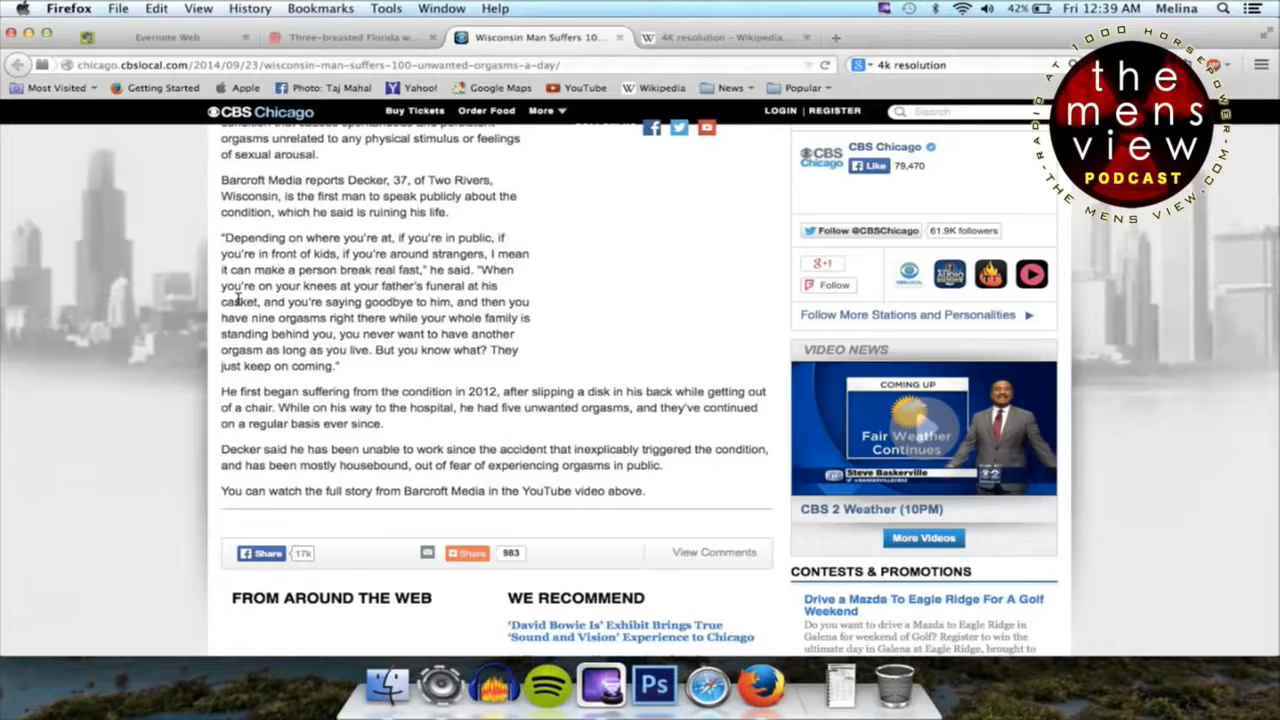 Firefox File Edit View History Bookmarks Tools Window Help
42% Fri 12:39 AM Melina
Evernote Web
Three-breasted Florida w...
Wisconsin Man Suffers 10...
4K resolution – Wikipedia,
chicago.cbslocal.com/2014/09/23/wisconsin-man-suffers-100-unwanted-orgasms-a-day/
4k resolution
Most Visited Getting Started Apple Photo: Taj Mahal Yahoo! Google Maps YouTube Wikipedia News Popular
RADIO AT 1000 HORSEPOWER
the
mens
view
PODCAST
THE MENS VIEW.COM
CBS Chicago
Buy Tickets Order Food More
LOGIN | REGISTER
Search
orgasms unrelated to any physical stimulus or feelings
of sexual arousal.
Barcroft Media reports Decker, 37, of Two Rivers,
Wisconsin, is the first man to speak publicly about the
condition, which he said is ruining his life.
“Depending on where you’re at, if you’re in public, if
you’re in front of kids, if you’re around strangers, I mean
it can make a person break real fast,” he said. “When
you’re on your knees at your father’s funeral at his
casket, and you’re saying goodbye to him, and then you
have nine orgasms right there while your whole family is
standing behind you, you never want to have another
orgasm as long as you live. But you know what? They
just keep on coming.”
He first began suffering from the condition in 2012, after slipping a disk in his back while getting out
of a chair. While on his way to the hospital, he had five unwanted orgasms, and they’ve continued
on a regular basis ever since.
Decker said he has been unable to work since the accident that inexplicably triggered the condition,
and has been mostly housebound, out of fear of experiencing orgasms in public.
You can watch the full story from Barcroft Media in the YouTube video above.
Share 17k
Share 983
View Comments
FROM AROUND THE WEB
WE RECOMMEND
‘David Bowie Is’ Exhibit Brings True
‘Sound and Vision’ Experience to Chicago
CBS Chicago
CBS
Chicago
Like 79,470
Follow @CBSChicago 61.9K followers
g+1
Follow
Follow More Stations and Personalities
VIDEO NEWS
COMING UP
Fair Weather
Continues
Steve Baskerville
CBS 2 Weather (10PM)
More Videos
CONTESTS & PROMOTIONS
Drive a Mazda To Eagle Ridge For A Golf
Weekend
Do you want to drive a Mazda to Eagle Ridge in
Galena for weekend of Golf? Register to win the
ultimate day in Galena at Eagle Ridge, brought to
Ps